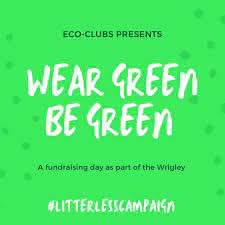 ECO-CLUBS PRESENTS
WEAR GREEN
BE GREEN
A fundraising day as part of the Wrigley
#LITTERLESSCAMPAIGN